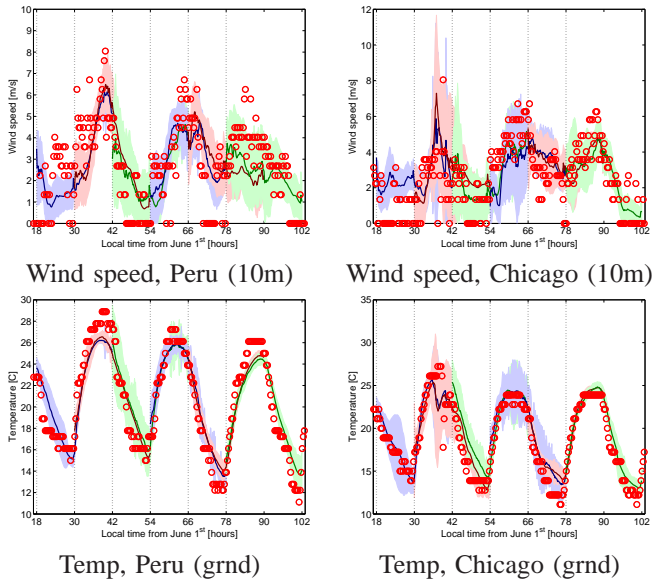 10
9
8
7
6
5
4
3
2
1
0
Wind speed [m/s]
18 30 42 54 66 78 90 102
Local time from June 1st [hours]
Wind speed, Peru (10m)
12
10
8
6
4
2
0
Wind speed [m/s]
18 30 42 54 66 78 90 102
Local time from June 1st [hours]
Wind speed, Chicago (10m)
30
28
26
24
22
20
18
16
14
12
10
Temperature [C]
18 30 42 54 66 78 90 102
Local time from June 1st [hours]
Temp, Peru (grnd)
35
30
25
20
15
10
Temperature [C]
18 30 42 54 66 78 90 102
Local time from June 1st [hours]
Temp, Chicago (grnd)